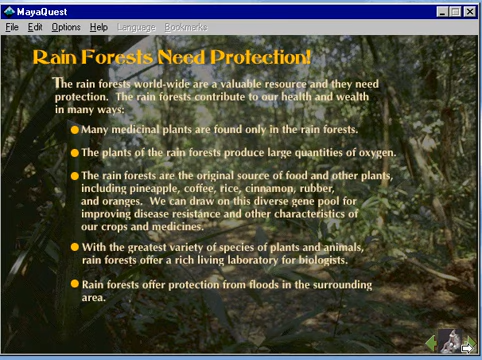 MayaQuest
File Edit Options Help Language Bookmarks
Rain Forests Need Protection!
The rain forests world-wide are a valuable resource and they need
protection. The rain forests contribute to our health and wealth
in many ways:
Many medicinal plants are found only in the rain forests.
The plants of the rain forests produce large quantities of oxygen.
The rain forests are the original source of food and other plants,
including pineapple, coffee, rice, cinnamon, rubber,
and oranges. We can draw on this diverse gene pool for
improving disease resistance and other characteristics of
our crops and medicines.
With the greatest variety of species of plants and animals,
rain forests offer a rich living laboratory for biologists.
Rain forests offer protection from floods in the surrounding
area.